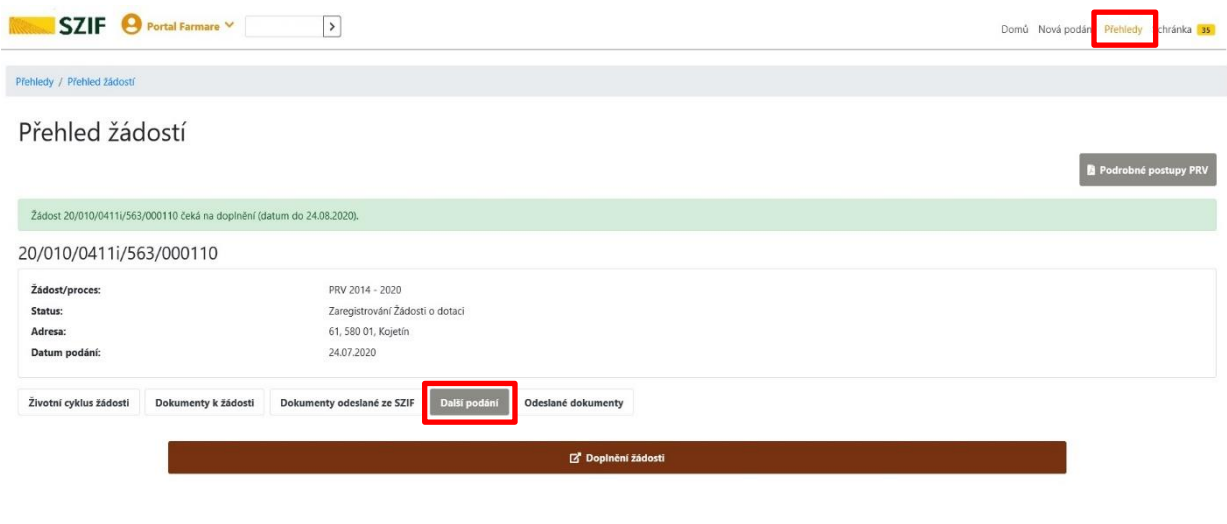 SZIF Portal Farmare Domů Nová podán Přehledy chránka 35
Přehledy / Přehled žádostí
Přehled žádostí
Podrobné postupy PRV
Žádost 20/010/0411i/563/000110 čeká na doplnění (datum do 24.08.2020).
20/010/0411i/563/000110
Žádost/proces: PRV 2014 - 2020
Status: Zaregistrování Žádosti o dotaci
Adresa: 61, 580 01, Kojetín
Datum podání: 24.07.2020
Životní cyklus žádosti Dokumenty k žádosti Dokumenty odeslané ze SZIF Další podání Odeslané dokumenty
Doplnění žádosti